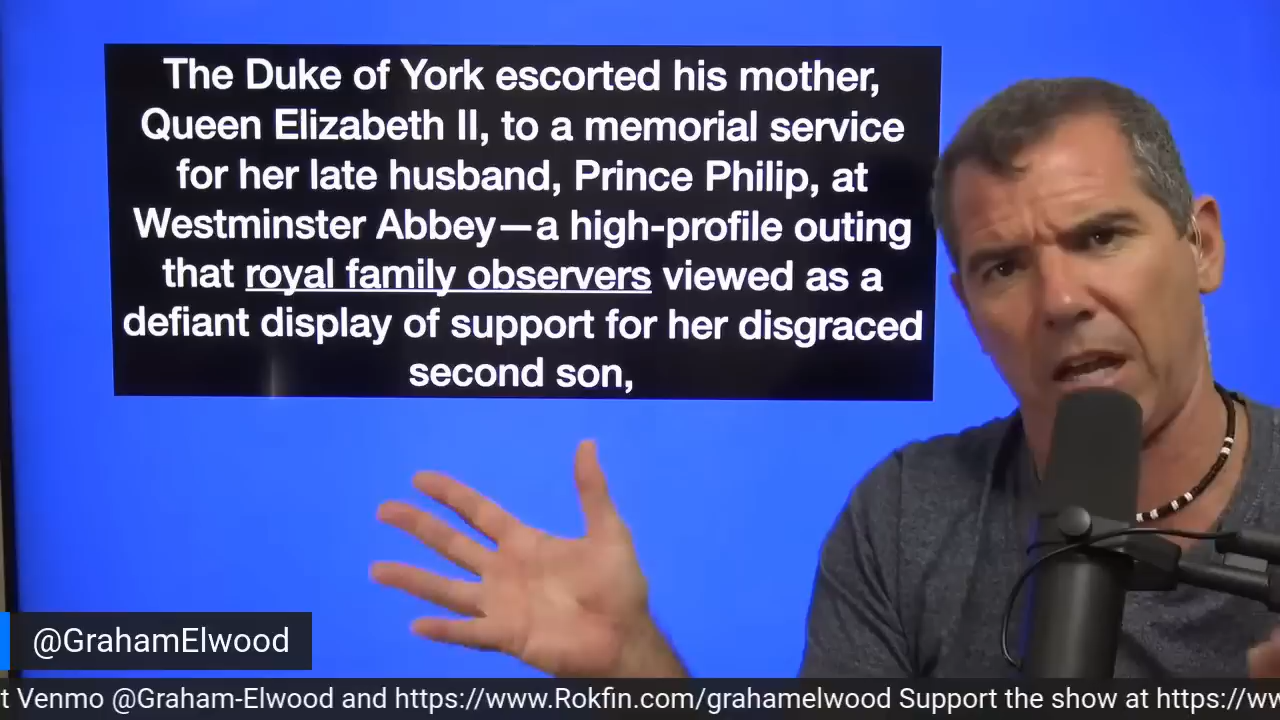 The Duke of York escorted his mother,
Queen Elizabeth II, to a memorial service
for her late husband, Prince Philip, at
Westminster Abbey—a high-profile outing
that royal family observers viewed as a
defiant display of support for her disgraced
second son,
@GrahamElwood
t Venmo @Graham-Elwood and https://www.Rokfin.com/grahamelwood Support the show at https://ww